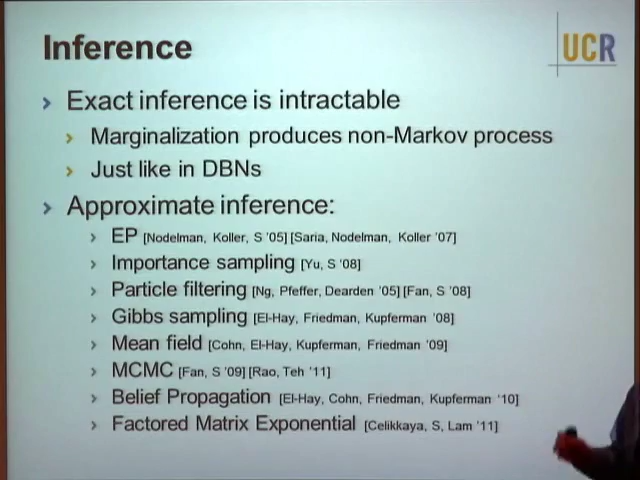 Inference
UCR
Exact inference is intractable
Marginalization produces non-Markov process
Just like in DBNs
Approximate inference:
EP [Nodelman, Koller, S '05] [Saria, Nodelman, Koller '07]
Importance sampling [Yu, S '08]
Particle filtering [Ng, Pfeffer, Dearden '05] [Fan, S '08]
Gibbs sampling [El-Hay, Friedman, Kupferman '08]
Mean field [Cohn, El-Hay, Kupferman, Friedman '09]
MCMC [Fan, S '09] [Rao, Teh '11]
Belief Propagation [El-Hay, Cohn, Friedman, Kupferman '10]
Factored Matrix Exponential [Celikkaya, S, Lam '11]